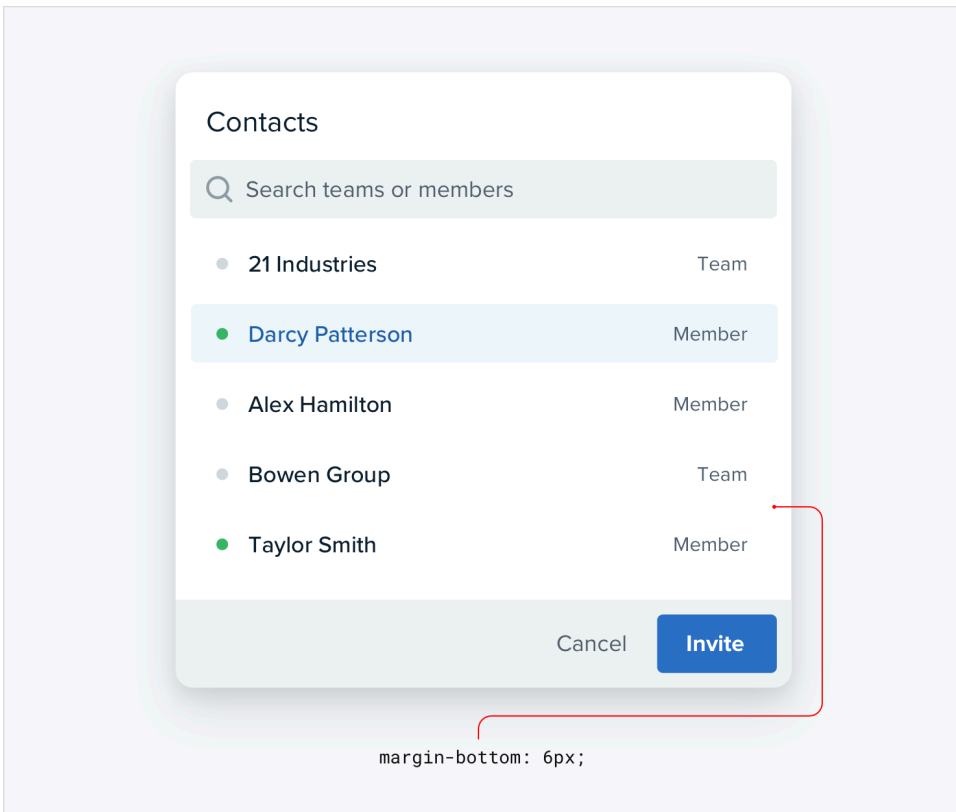 Contacts
Search teams or members
21 Industries Team
Darcy Patterson Member
Alex Hamilton Member
Bowen Group Team
Taylor Smith Member
Cancel Invite
margin-bottom: 6px;